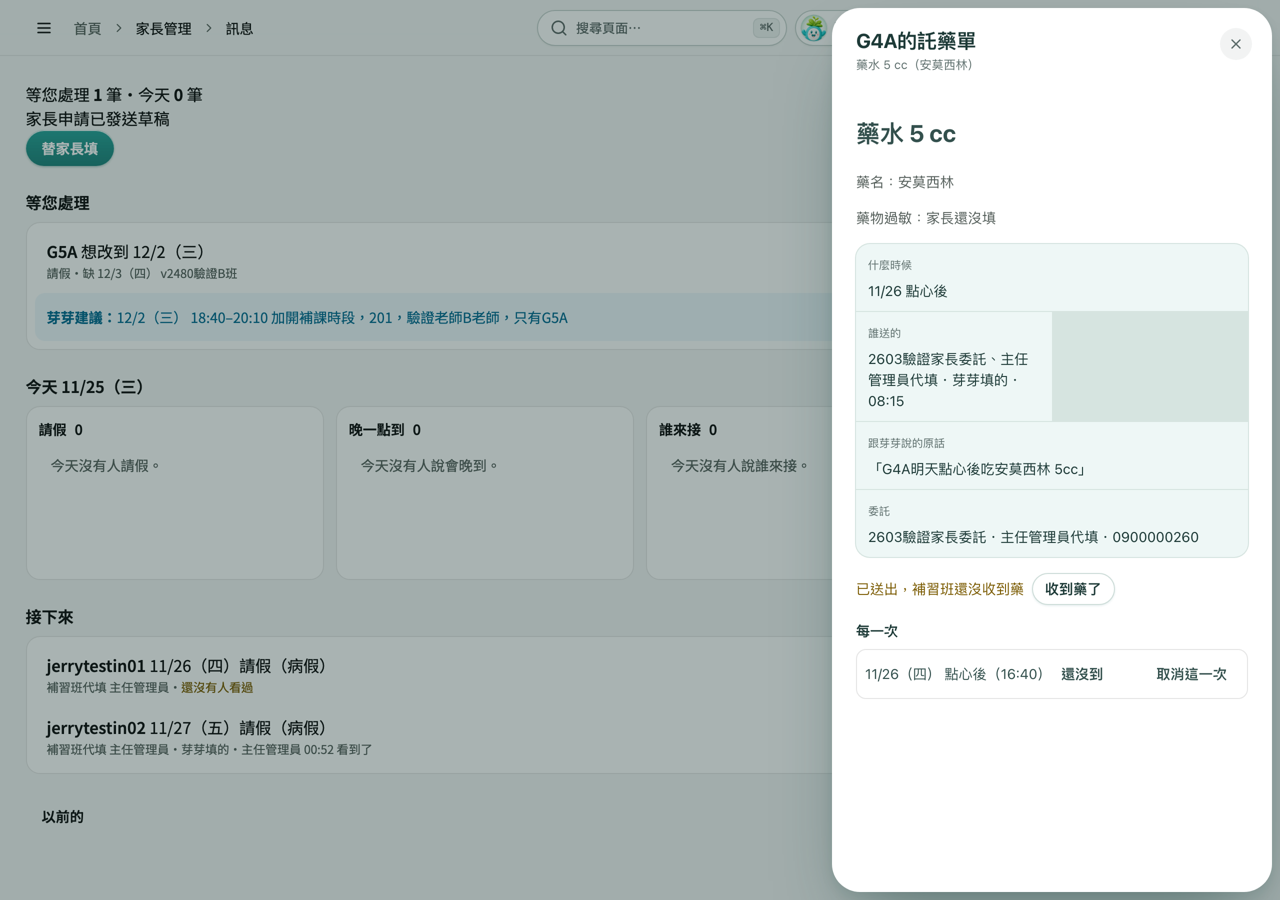 首頁 > 家長管理 > 訊息
搜尋頁面…
⌘K
等您處理 1 筆・今天 0 筆
家長申請已發送草稿
替家長填
等您處理
G5A 想改到 12/2（三）
請假・缺 12/3（四） v2480驗證B班
芽芽建議：12/2（三） 18:40–20:10 加開補課時段，201，驗證老師B老師，只有G5A
今天 11/25（三）
請假 0
今天沒有人請假。
晚一點到 0
今天沒有人說會晚到。
誰來接 0
今天沒有人說誰來接。
接下來
jerrytestin01 11/26（四）請假（病假）
補習班代填 主任管理員・還沒有人看過
jerrytestin02 11/27（五）請假（病假）
補習班代填 主任管理員・芽芽填的・主任管理員 00:52 看到了
以前的
G4A的託藥單
藥水 5 cc（安莫西林）
藥水 5 cc
藥名：安莫西林
藥物過敏：家長還沒填
什麼時候
11/26 點心後
誰送的
2603驗證家長委託、主任
管理員代填・芽芽填的・
08:15
跟芽芽說的原話
「G4A明天點心後吃安莫西林 5cc」
委託
2603驗證家長委託・主任管理員代填・0900000260
已送出，補習班還沒收到藥
收到藥了
每一次
11/26（四） 點心後（16:40） 還沒到 取消這一次